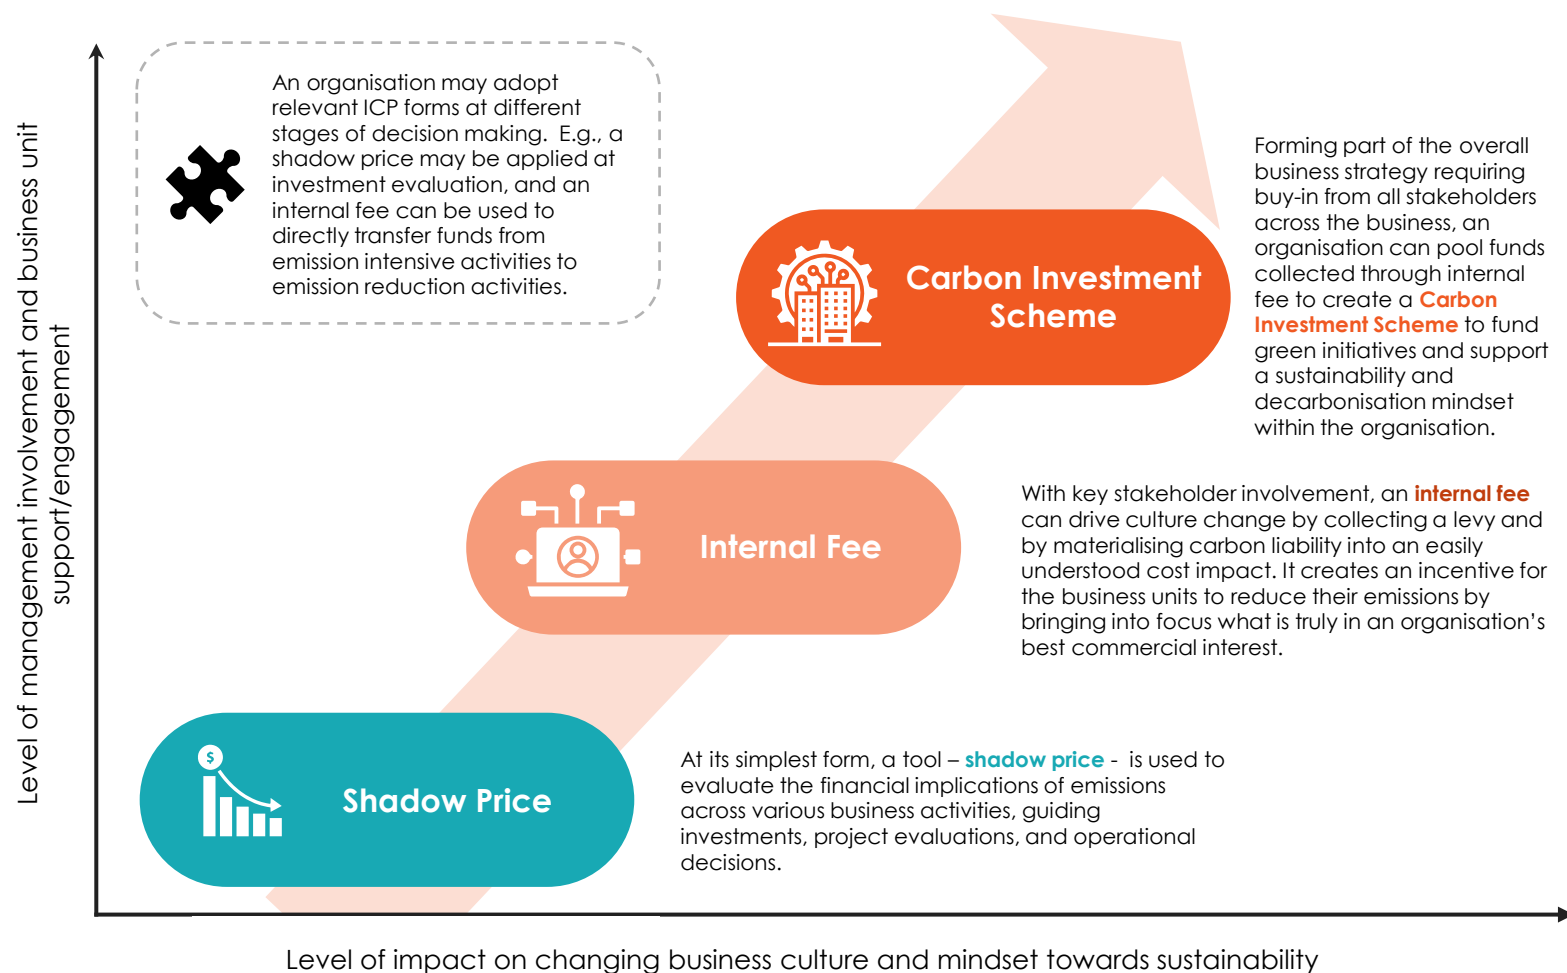 Level of management involvement and business unit
support/engagement
An organisation may adopt
relevant ICP forms at different
stages of decision making.  E.g., a
shadow price may be applied at
investment evaluation, and an
internal fee can be used to
directly transfer funds from
emission intensive activities to
emission reduction activities.
Carbon Investment
Scheme
Forming part of the overall
business strategy requiring
buy-in from all stakeholders
across the business, an
organisation can pool funds
collected through internal
fee to create a Carbon
Investment Scheme to fund
green initiatives and support
a sustainability and
decarbonisation mindset
within the organisation.
Internal Fee
With key stakeholder involvement, an internal fee
can drive culture change by collecting a levy and
by materialising carbon liability into an easily
understood cost impact. It creates an incentive for
the business units to reduce their emissions by
bringing into focus what is truly in an organisation’s
best commercial interest.
$
Shadow Price
At its simplest form, a tool – shadow price -  is used to
evaluate the financial implications of emissions
across various business activities, guiding
investments, project evaluations, and operational
decisions.
Level of impact on changing business culture and mindset towards sustainability